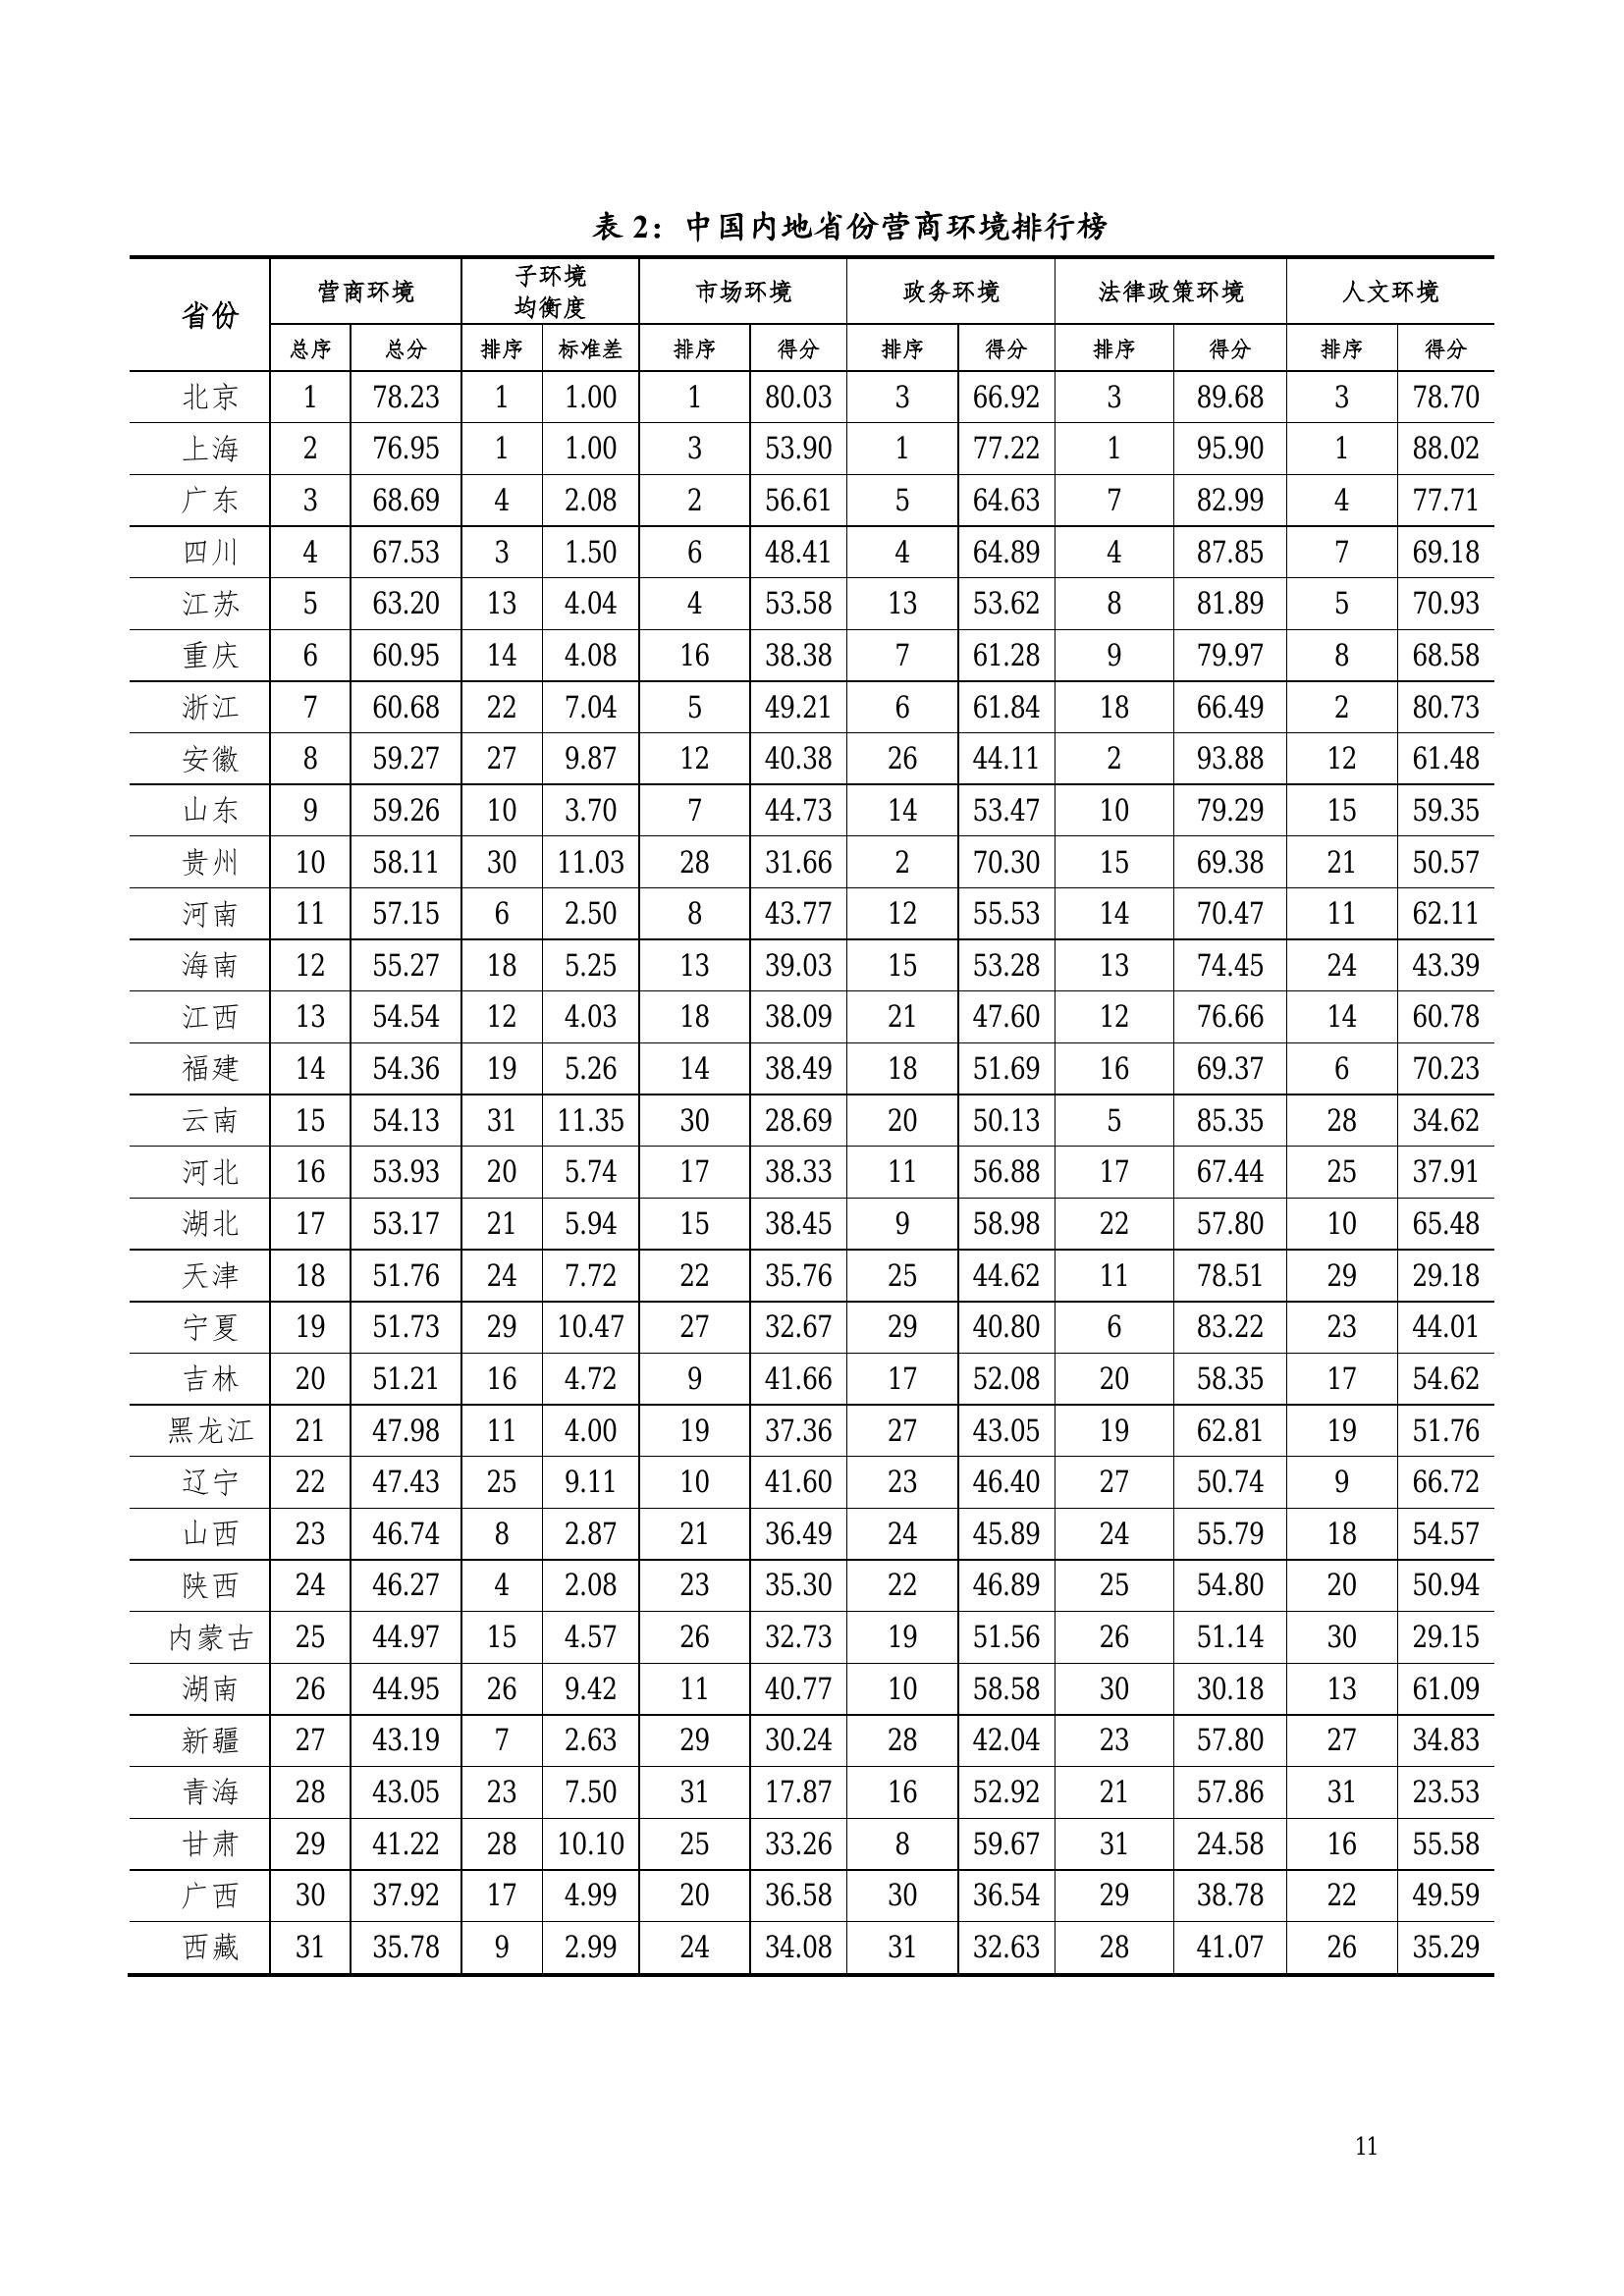 表 2：中国内地省份营商环境排行榜
省份 营商环境 子环境均衡度 市场环境 政务环境 法律政策环境 人文环境
总序 总分 排序 标准差 排序 得分 排序 得分 排序 得分 排序 得分
北京 1 78.23 1 1.00 1 80.03 3 66.92 3 89.68 3 78.70
上海 2 76.95 1 1.00 3 53.90 1 77.22 1 95.90 1 88.02
广东 3 68.69 4 2.08 2 56.61 5 64.63 7 82.99 4 77.71
四川 4 67.53 3 1.50 6 48.41 4 64.89 4 87.85 7 69.18
江苏 5 63.20 13 4.04 4 53.58 13 53.62 8 81.89 5 70.93
重庆 6 60.95 14 4.08 16 38.38 7 61.28 9 79.97 8 68.58
浙江 7 60.68 22 7.04 5 49.21 6 61.84 18 66.49 2 80.73
安徽 8 59.27 27 9.87 12 40.38 26 44.11 2 93.88 12 61.48
山东 9 59.26 10 3.70 7 44.73 14 53.47 10 79.29 15 59.35
贵州 10 58.11 30 11.03 28 31.66 2 70.30 15 69.38 21 50.57
河南 11 57.15 6 2.50 8 43.77 12 55.53 14 70.47 11 62.11
海南 12 55.27 18 5.25 13 39.03 15 53.28 13 74.45 24 43.39
江西 13 54.54 12 4.03 18 38.09 21 47.60 12 76.66 14 60.78
福建 14 54.36 19 5.26 14 38.49 18 51.69 16 69.37 6 70.23
云南 15 54.13 31 11.35 30 28.69 20 50.13 5 85.35 28 34.62
河北 16 53.93 20 5.74 17 38.33 11 56.88 17 67.44 25 37.91
湖北 17 53.17 21 5.94 15 38.45 9 58.98 22 57.80 10 65.48
天津 18 51.76 24 7.72 22 35.76 25 44.62 11 78.51 29 29.18
宁夏 19 51.73 29 10.47 27 32.67 29 40.80 6 83.22 23 44.01
吉林 20 51.21 16 4.72 9 41.66 17 52.08 20 58.35 17 54.62
黑龙江 21 47.98 11 4.00 19 37.36 27 43.05 19 62.81 19 51.76
辽宁 22 47.43 25 9.11 10 41.60 23 46.40 27 50.74 9 66.72
山西 23 46.74 8 2.87 21 36.49 24 45.89 24 55.79 18 54.57
陕西 24 46.27 4 2.08 23 35.30 22 46.89 25 54.80 20 50.94
内蒙古 25 44.97 15 4.57 26 32.73 19 51.56 26 51.14 30 29.15
湖南 26 44.95 26 9.42 11 40.77 10 58.58 30 30.18 13 61.09
新疆 27 43.19 7 2.63 29 30.24 28 42.04 23 57.80 27 34.83
青海 28 43.05 23 7.50 31 17.87 16 52.92 21 57.86 31 23.53
甘肃 29 41.22 28 10.10 25 33.26 8 59.67 31 24.58 16 55.58
广西 30 37.92 17 4.99 20 36.58 30 36.54 29 38.78 22 49.59
西藏 31 35.78 9 2.99 24 34.08 31 32.63 28 41.07 26 35.29
11